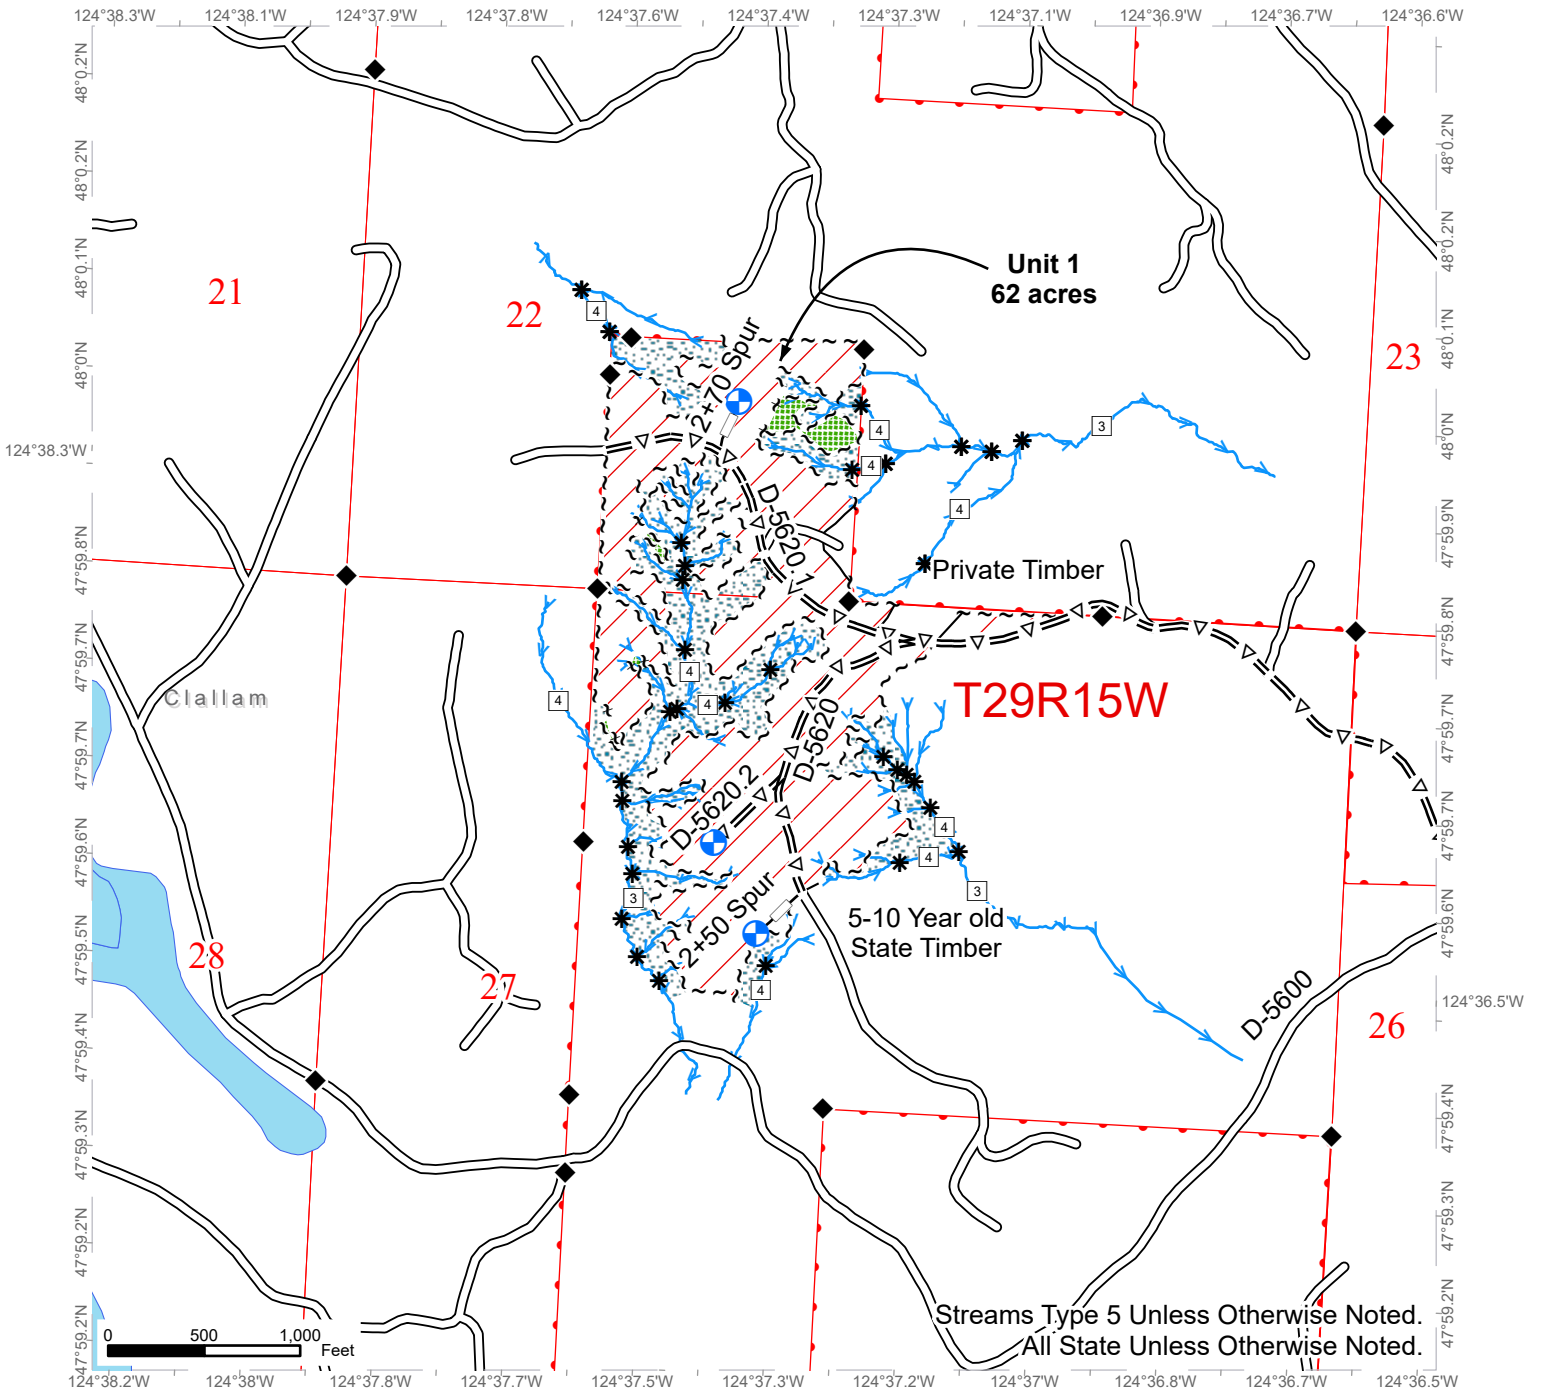 124°38.3'W 124°38.1'W 124°37.9'W 124°37.8'W 124°37.6'W 124°37.4'W 124°37.3'W 124°37.1'W 124°36.9'W 124°36.7'W 124°36.6'W
48°0.2'N
48°0.2'N
48°0.1'N
48°0'N
124°38.3'W
47°59.8'N
47°59.7'N
47°59.7'N
47°59.6'N
47°59.5'N
47°59.4'N
47°59.3'N
47°59.2'N
47°59.2'N
48°0.2'N
48°0.2'N
48°0.1'N
48°0'N
47°59.9'N
47°59.8'N
47°59.7'N
47°59.7'N
47°59.6'N
124°36.5'W
47°59.4'N
47°59.3'N
47°59.2'N
Unit 1
62 acres
21
22
23
4
2+70 Spur
4
4
3
4
D-5620.1
Private Timber
Clallam
4
4
4
T29R15W
D-5620
D-5620.2
4
4
3
3
5-10 Year old
State Timber
2+50 Spur
4
28
27
26
D-5600
Streams Type 5 Unless Otherwise Noted.
All State Unless Otherwise Noted.
0 500 1,000
Feet
124°38.2'W 124°38'W 124°37.8'W 124°37.7'W 124°37.5'W 124°37.3'W 124°37.2'W 124°37'W 124°36.8'W 124°36.7'W 124°36.5'W